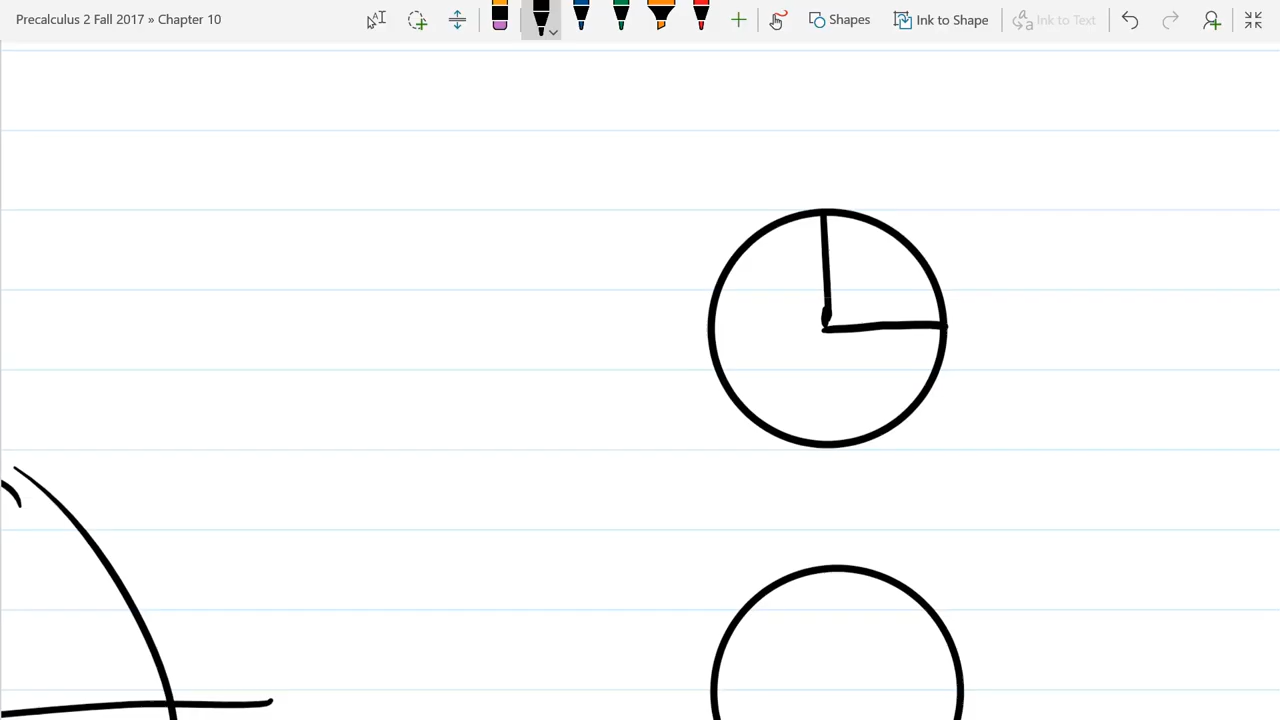 Precalculus 2 Fall 2017 » Chapter 10
Shapes
Ink to Shape
Ink to Text